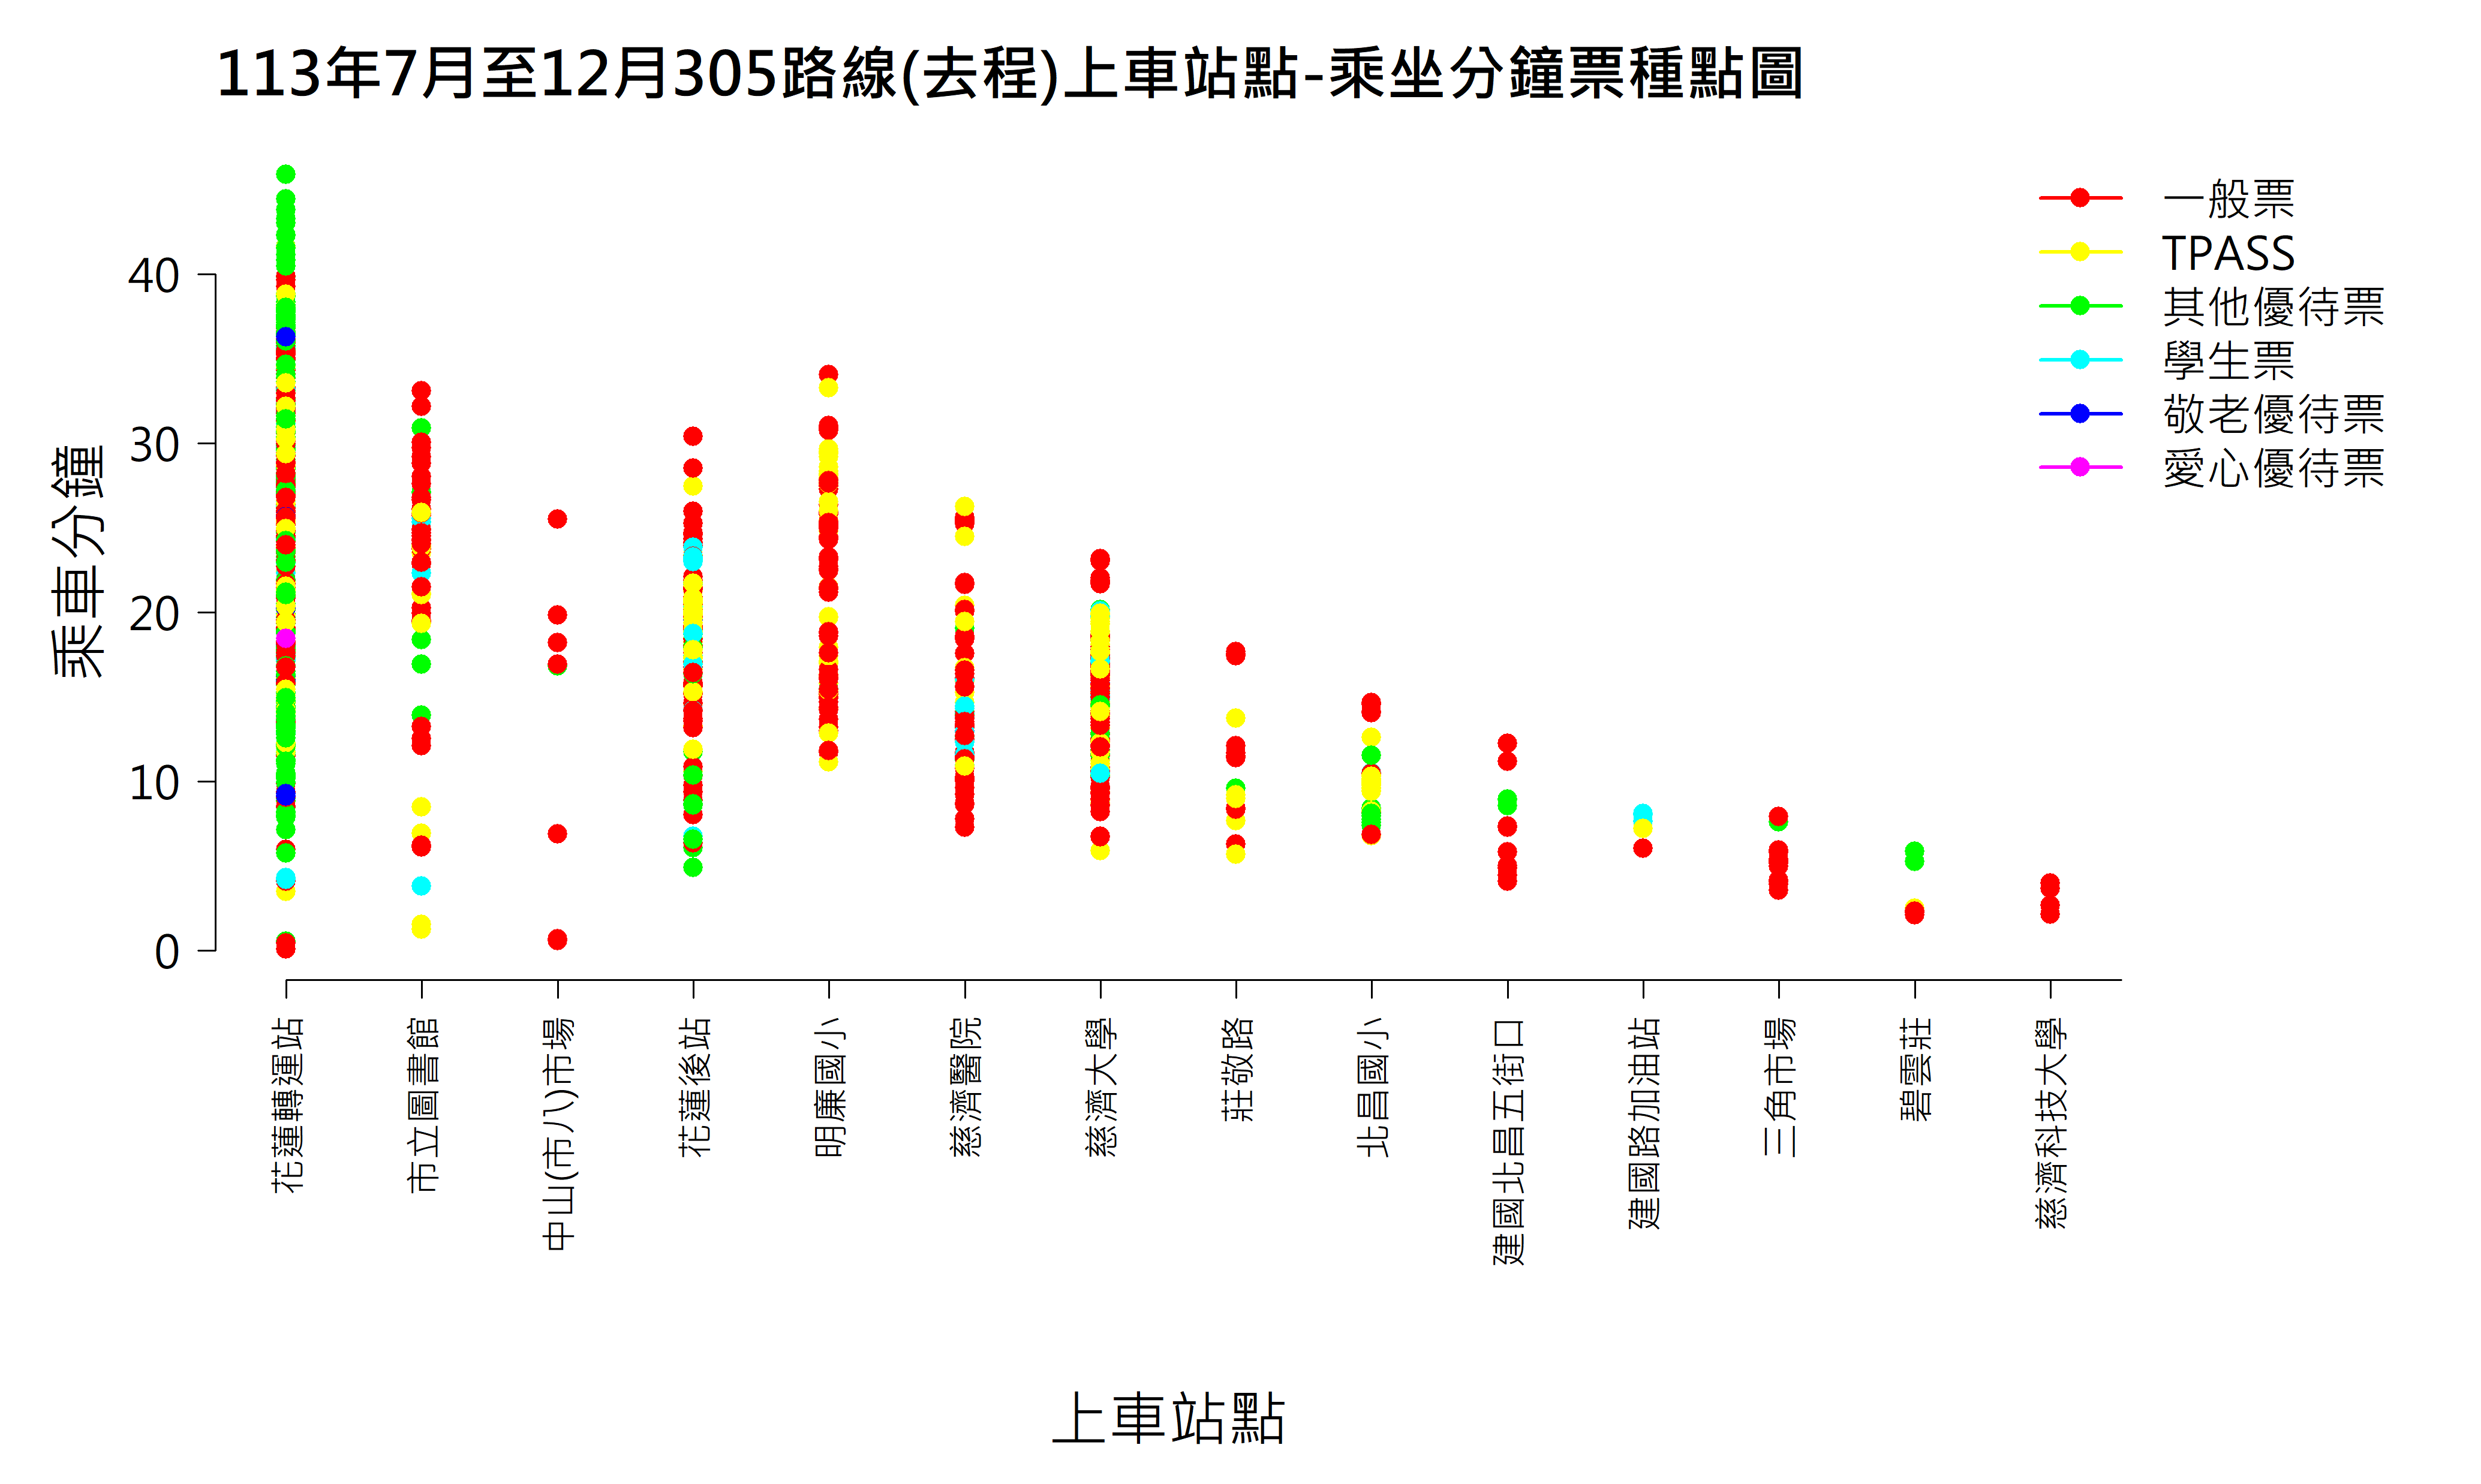 113年7月至12月305路線(去程)上車站點-乘坐分鐘票種點圖
一般票
TPASS
其他優待票
學生票
敬老優待票
愛心優待票
乘車分鐘
40
30
20
10
0
花蓮轉運站
市立圖書館
中山(市八)市場
花蓮後站
明廉國小
慈濟醫院
慈濟大學
莊敬路
北昌國小
建國北昌五街口
建國路加油站
三角市場
碧雲莊
慈濟科技大學
上車站點